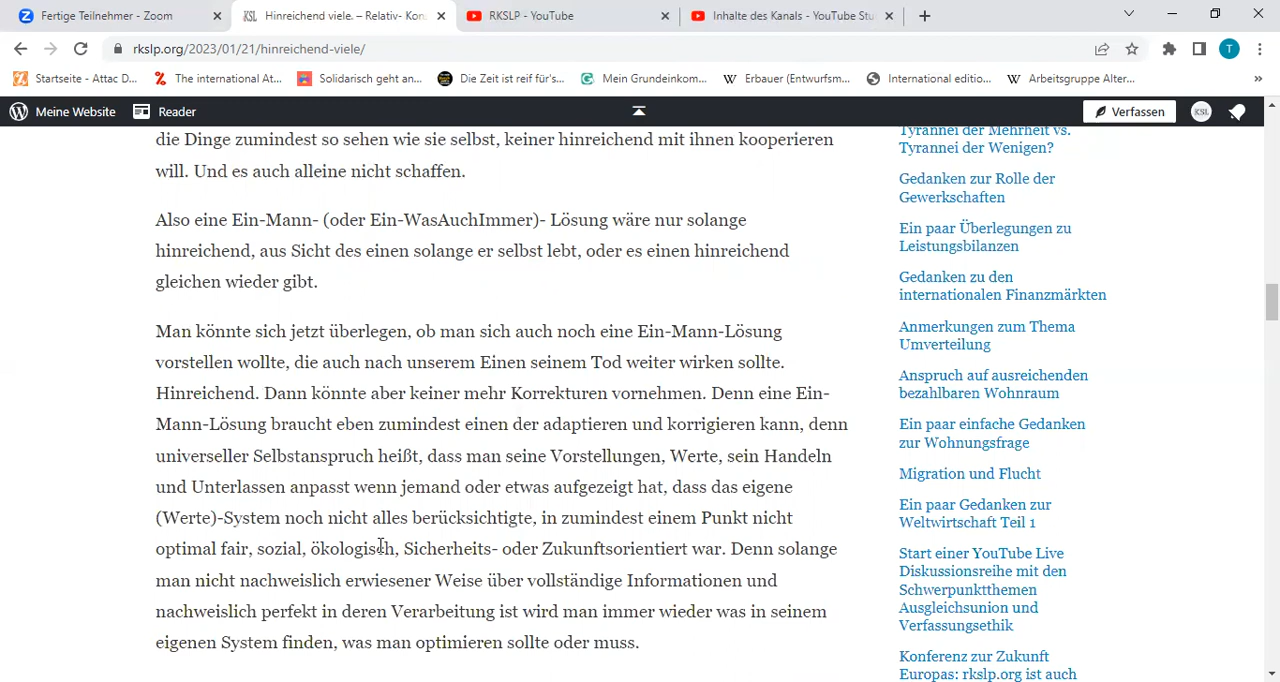 Fertige Teilnehmer - Zoom
Hinreichend viele. – Relativ- Kon
RKSLP - YouTube
Inhalte des Kanals - YouTube Stu
rkslp.org/2023/01/21/hinreichend-viele/
T
Startseite - Attac D...
The international At...
Solidarisch geht an...
Die Zeit ist reif für's...
Mein Grundeinkom...
Erbauer (Entwurfsm...
International editio...
Arbeitsgruppe Alter...
»
Meine Website
Reader
Verfassen
KSL
die Dinge zumindest so sehen wie sie selbst, keiner hinreichend mit ihnen kooperieren
will. Und es auch alleine nicht schaffen.
Also eine Ein-Mann- (oder Ein-WasAuchImmer)- Lösung wäre nur solange
hinreichend, aus Sicht des einen solange er selbst lebt, oder es einen hinreichend
gleichen wieder gibt.
Man könnte sich jetzt überlegen, ob man sich auch noch eine Ein-Mann-Lösung
vorstellen wollte, die auch nach unserem Einen seinem Tod weiter wirken sollte.
Hinreichend. Dann könnte aber keiner mehr Korrekturen vornehmen. Denn eine Ein-
Mann-Lösung braucht eben zumindest einen der adaptieren und korrigieren kann, denn
universeller Selbstanspruch heißt, dass man seine Vorstellungen, Werte, sein Handeln
und Unterlassen anpasst wenn jemand oder etwas aufgezeigt hat, dass das eigene
(Werte)-System noch nicht alles berücksichtigte, in zumindest einem Punkt nicht
optimal fair, sozial, ökologisch, Sicherheits- oder Zukunftsorientiert war. Denn solange
man nicht nachweislich erwiesener Weise über vollständige Informationen und
nachweislich perfekt in deren Verarbeitung ist wird man immer wieder was in seinem
eigenen System finden, was man optimieren sollte oder muss.
Tyrannei der Mehrheit vs.
Tyrannei der Wenigen?
Gedanken zur Rolle der
Gewerkschaften
Ein paar Überlegungen zu
Leistungsbilanzen
Gedanken zu den
internationalen Finanzmärkten
Anmerkungen zum Thema
Umverteilung
Anspruch auf ausreichenden
bezahlbaren Wohnraum
Ein paar einfache Gedanken
zur Wohnungsfrage
Migration und Flucht
Ein paar Gedanken zur
Weltwirtschaft Teil 1
Start einer YouTube Live
Diskussionsreihe mit den
Schwerpunktthemen
Ausgleichsunion und
Verfassungsethik
Konferenz zur Zukunft
Europas: rkslp.org ist auch